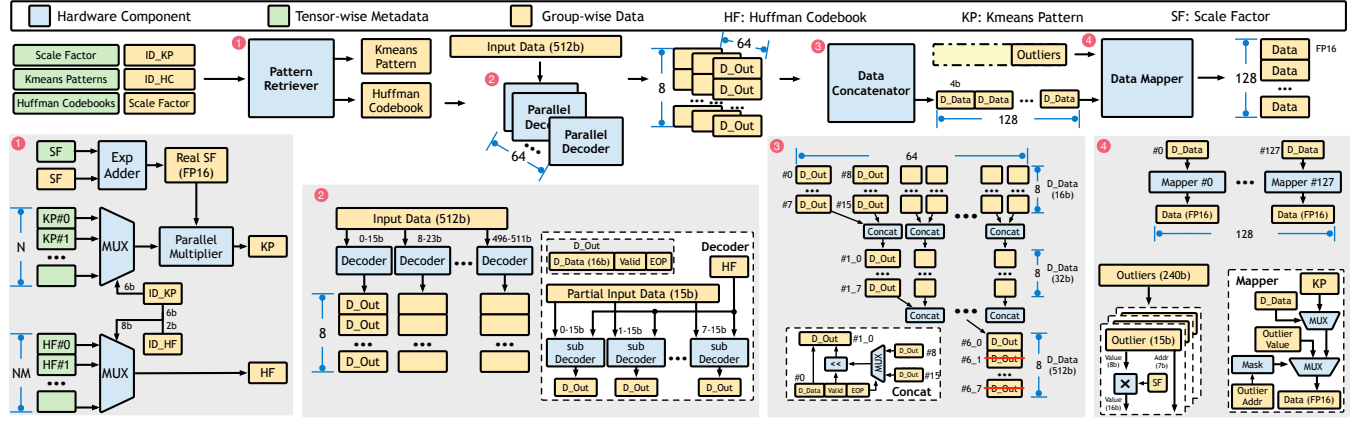 Hardware Component
Tensor-wise Metadata
Group-wise Data
HF: Huffman Codebook
KP: Kmeans Pattern
SF: Scale Factor
Scale Factor
ID_KP
Kmeans Patterns
ID_HC
Huffman Codebooks
Scale Factor
1
Pattern
Retriever
Kmeans
Pattern
Huffman
Codebook
Input Data (512b)
2
Parallel
Decoder
Parallel
Decoder
64
64
8
D_Out
D_Out
D_Out
3
Data
Concatenator
Outliers
4b
D_Data
D_Data
D_Data
128
4
Data Mapper
128
Data
Data
Data
FP16
1
SF
SF
Exp
Adder
Real SF
(FP16)
N
KP#0
KP#1
MUX
Parallel
Multiplier
KP
6b
ID_KP
6b
8b
2b
ID_HF
NM
HF#0
HF#1
MUX
HF
2
Input Data (512b)
0-15b
8-23b
496-511b
Decoder
Decoder
Decoder
8
D_Out
D_Out
D_Out
Decoder
D_Out
D_Data (16b)
Valid
EOP
HF
Partial Input Data (15b)
0-15b
1-15b
7-15b
sub
Decoder
sub
Decoder
sub
Decoder
D_Out
D_Out
D_Out
3
64
#0
D_Out
#8
D_Out
#7
D_Out
#15
D_Out
8
D_Data
(16b)
Concat
Concat
Concat
#1_0
D_Out
#1_7
D_Out
8
D_Data
(32b)
Concat
Concat
#6_0
D_Out
#6_1
D_Out
#6_7
D_Out
8
D_Data
(512b)
D_Out
#1_0
<<
MUX
D_Out
#8
D_Out
#15
#0
D_Data
Valid
EOP
Concat
4
#0
D_Data
#127
D_Data
Mapper #0
Mapper #127
Data (FP16)
Data (FP16)
128
Outliers (240b)
Outlier (15b)
Value
(8b)
Addr
(7b)
×
SF
Value
(16b)
Mapper
KP
D_Data
MUX
Outlier
Value
Mask
MUX
Outlier
Addr
Data (FP16)